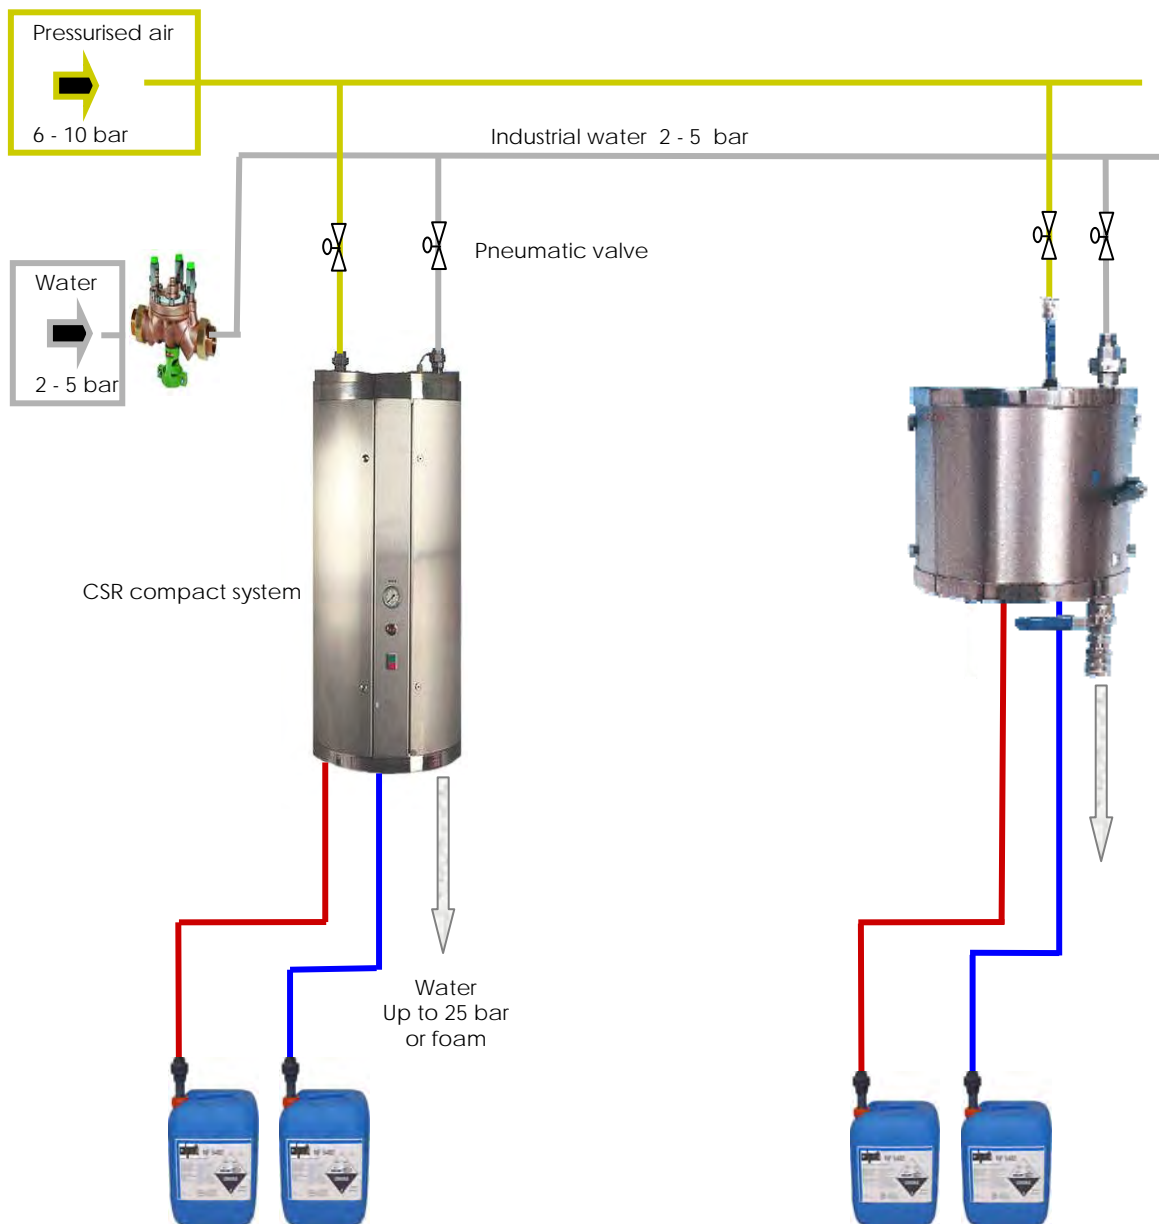 Pressurised air
6 - 10 bar
Industrial water 2 - 5 bar
Pneumatic valve
Water
2 - 5 bar
CSR compact system
Water
Up to 25 bar
or foam